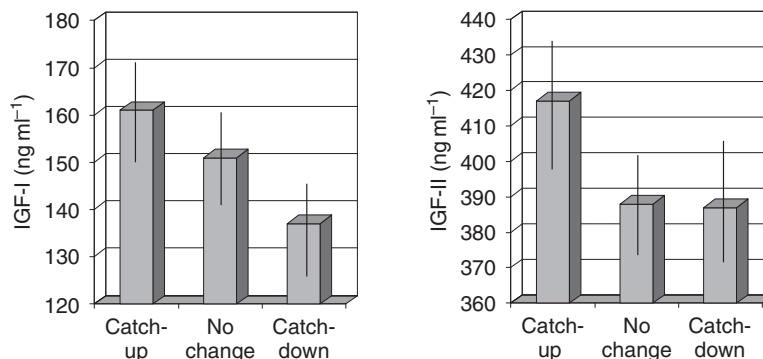 IGF-I (ng ml⁻¹)
180
170
160
150
140
130
120
Catch-
up
No
change
Catch-
down
IGF-II (ng ml⁻¹)
440
430
420
410
400
390
380
370
360
Catch-
up
No
change
Catch-
down